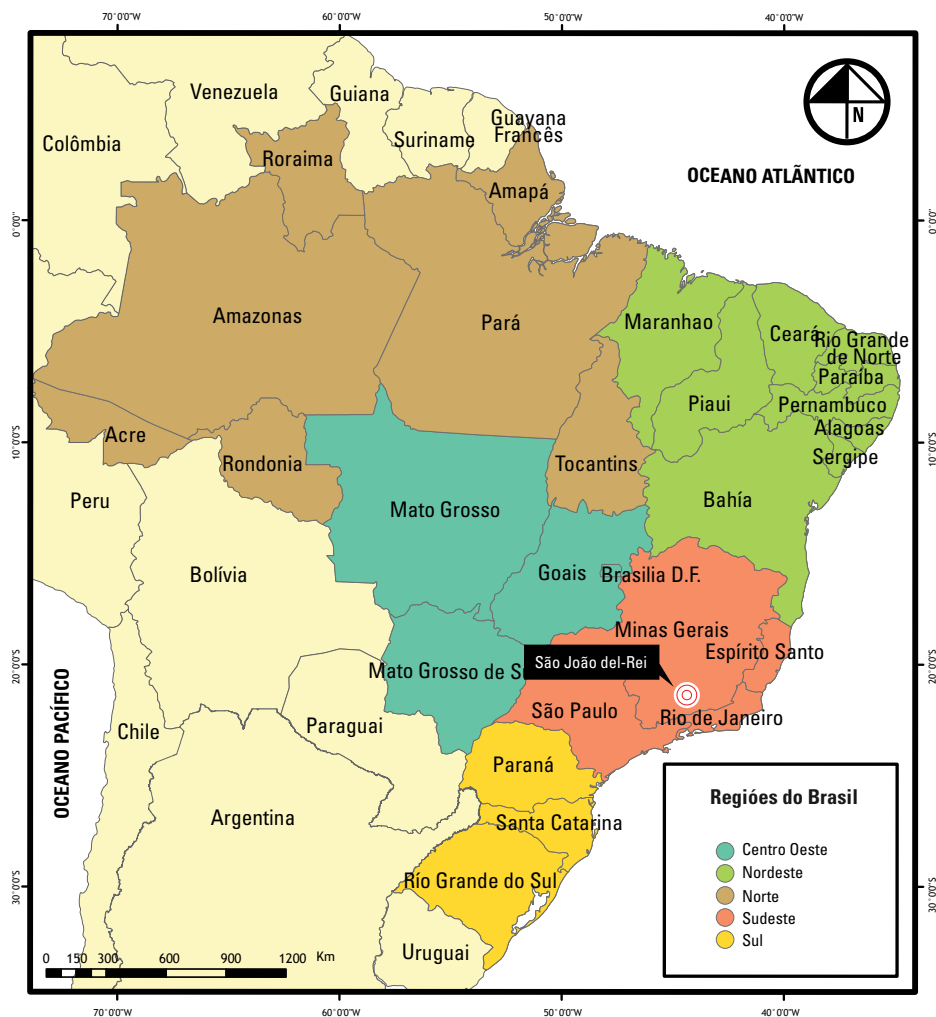 70°0'0"W
60°0'0"W
50°0'0"W
40°0'0"W
Venezuela
Guiana
Colômbia
Suriname
Guayana
Francês
Roraima
Amapá
N
OCEANO ATLÃNTICO
0°0'0"
0°0'0"
Amazonas
Pará
Maranhao
Ceará
Rio Grande
de Norte
Paraíba
Piaui
Pernambuco
Acre
Alagoas
10°0'0"S
10°0'0"S
Rondonia
Tocantins
Sergipe
Peru
Mato Grosso
Bahía
Bolívia
Goais
Brasilia D.F.
Minas Gerais
Espírito Santo
São João del-Rei
20°0'0"S
20°0'0"S
Mato Grosso de S
São Paulo
Rio de Janeiro
Paraguai
Chile
OCEANO PACÍFICO
Paraná
Argentina
Santa Catarina
Río Grande do Sul
30°0'0"S
30°0'0"S
Uruguai
Regióes do Brasil
Centro Oeste
Nordeste
Norte
Sudeste
Sul
0 150 300 600 900 1200 Km
70°0'0"W
60°0'0"W
50°0'0"W
40°0'0"W